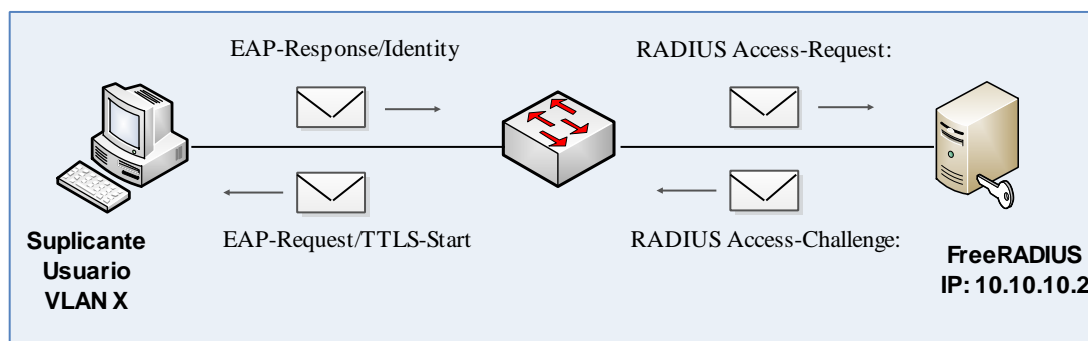 EAP-Response/Identity
RADIUS Access-Request:
EAP-Request/TTLS-Start
RADIUS Access-Challenge:
Suplicante
Usuario
VLAN X
FreeRADIUS
IP: 10.10.10.2